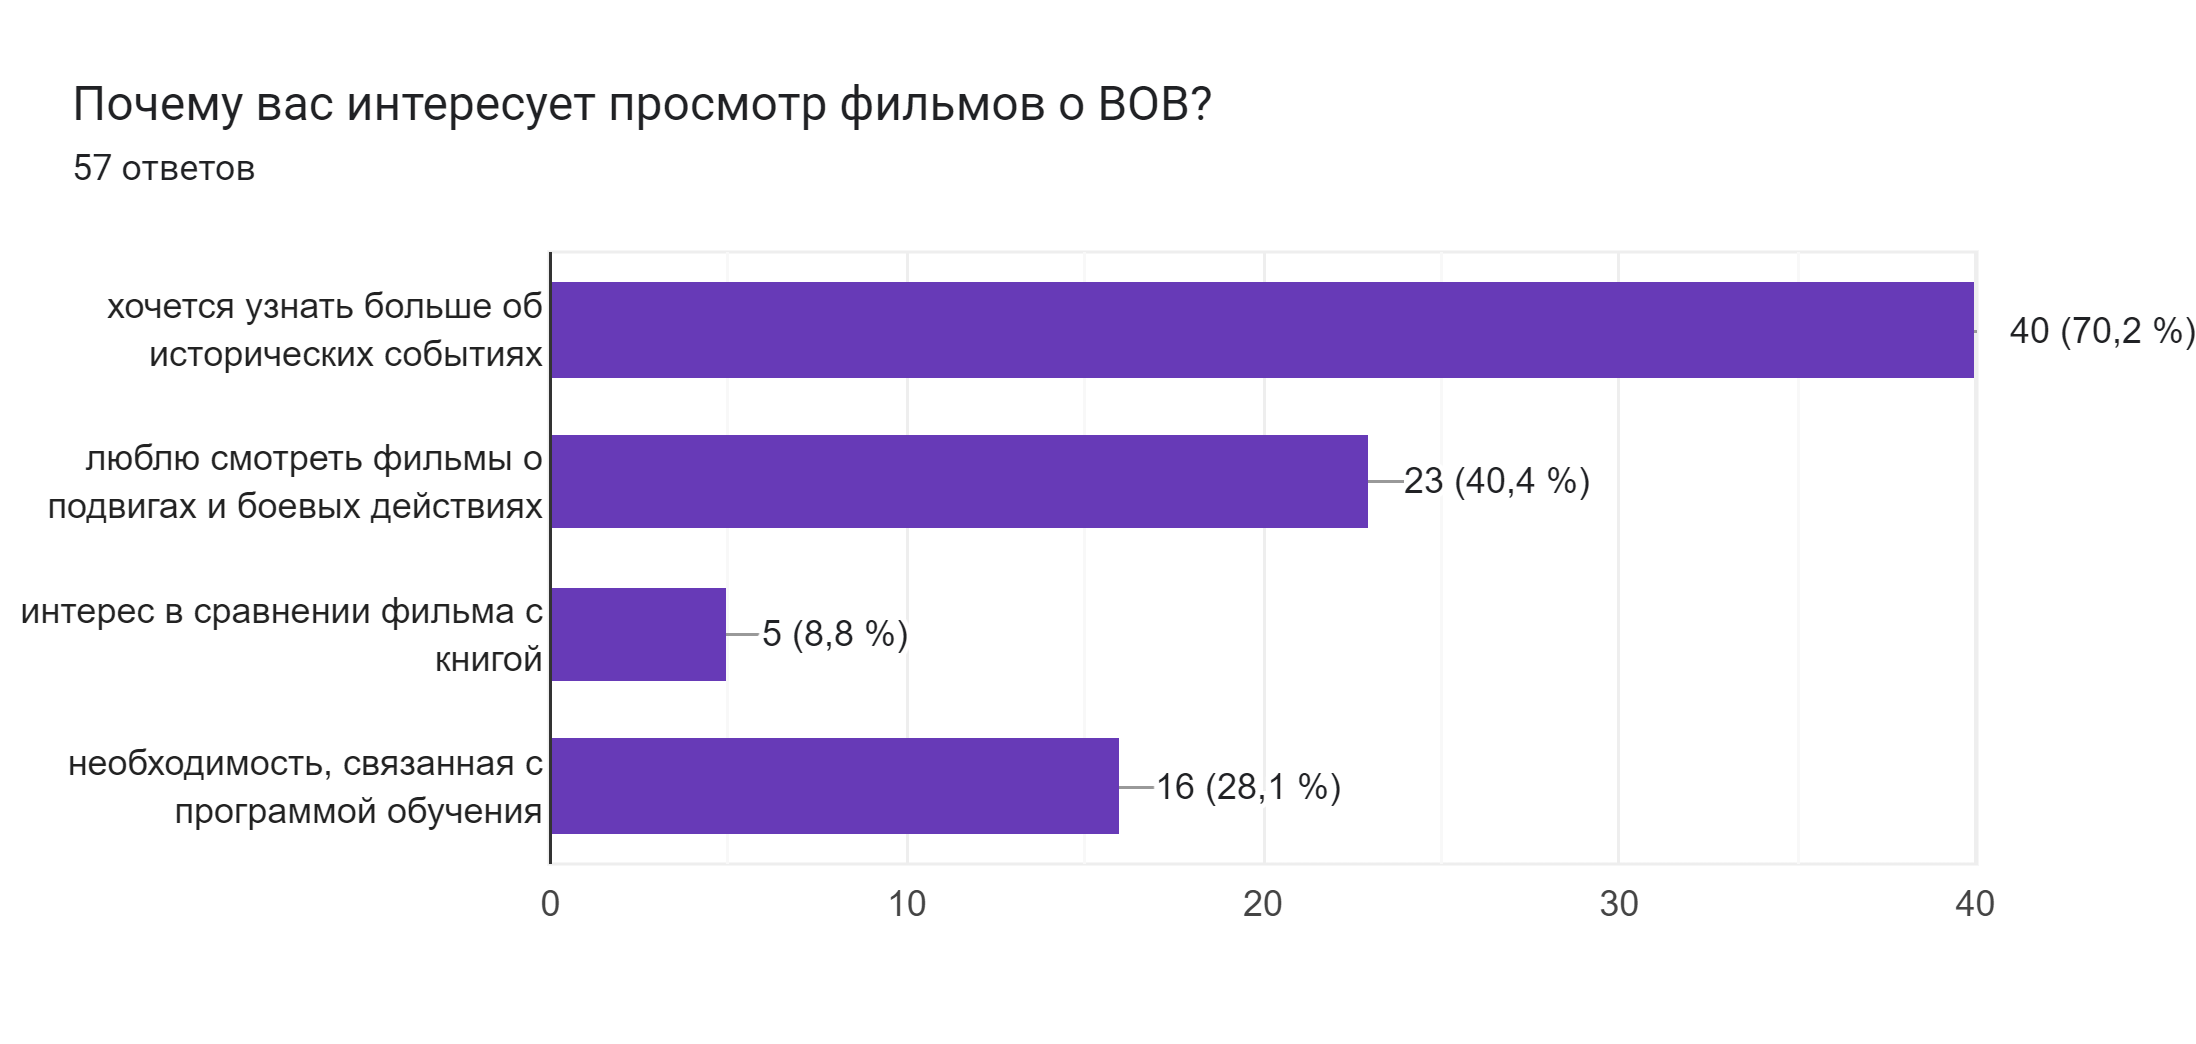 Почему вас интересует просмотр фильмов о ВОВ?
57 ответов
хочется узнать больше об
исторических событиях
40 (70,2 %)
люблю смотреть фильмы о
подвигах и боевых действиях
23 (40,4 %)
интерес в сравнении фильма с
книгой
5 (8,8 %)
необходимость, связанная с
программой обучения
16 (28,1 %)
0 10 20 30 40